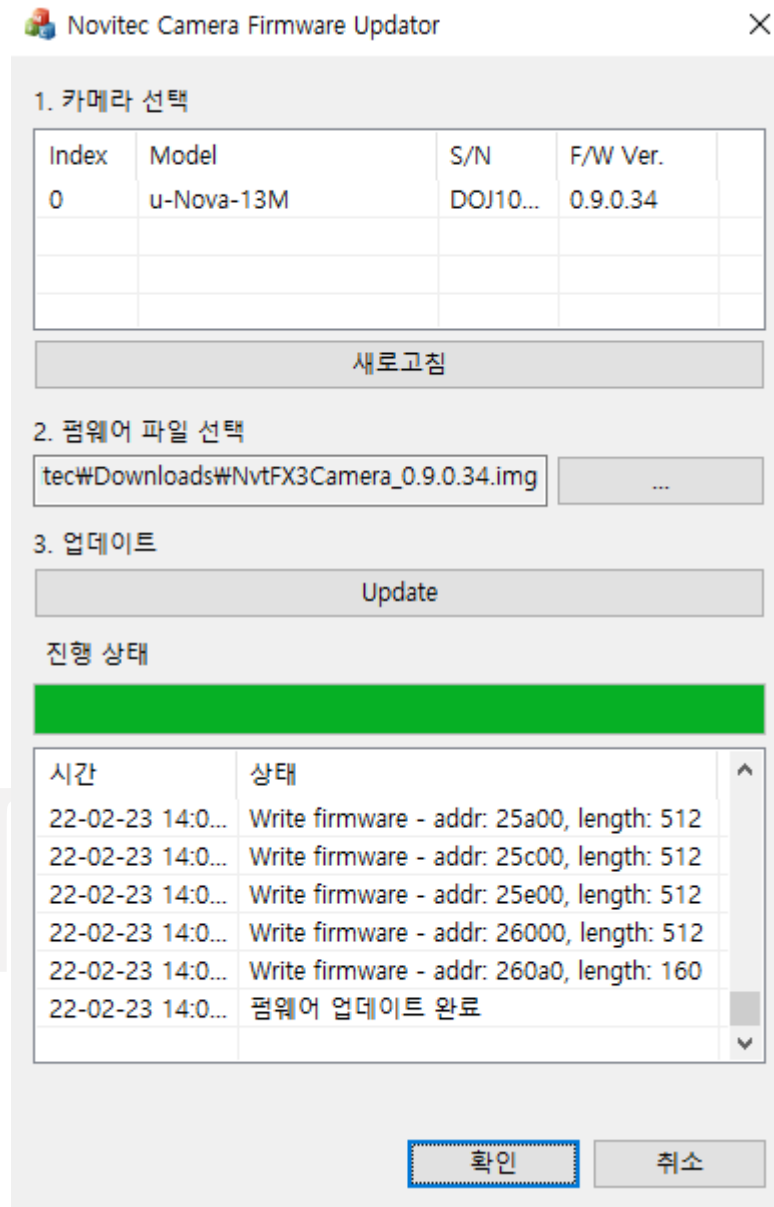 Novitec Camera Firmware Updator
1. 카메라 선택
Index Model S/N F/W Ver.
0 u-Nova-13M DOJ10... 0.9.0.34
새로고침
2. 펌웨어 파일 선택
tec₩Downloads₩NvtFX3Camera_0.9.0.34.img ...
3. 업데이트
Update
진행 상태
시간 상태
22-02-23 14:0... Write firmware - addr: 25a00, length: 512
22-02-23 14:0... Write firmware - addr: 25c00, length: 512
22-02-23 14:0... Write firmware - addr: 25e00, length: 512
22-02-23 14:0... Write firmware - addr: 26000, length: 512
22-02-23 14:0... Write firmware - addr: 260a0, length: 160
22-02-23 14:0... 펌웨어 업데이트 완료
확인 취소